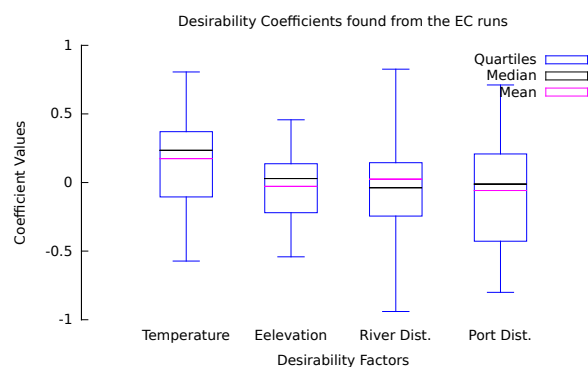 Desirability Coefficients found from the EC runs
1
Quartiles
Median
Mean
0.5
0
-0.5
-1
Coefficient Values
Temperature Eelevation River Dist. Port Dist.
Desirability Factors